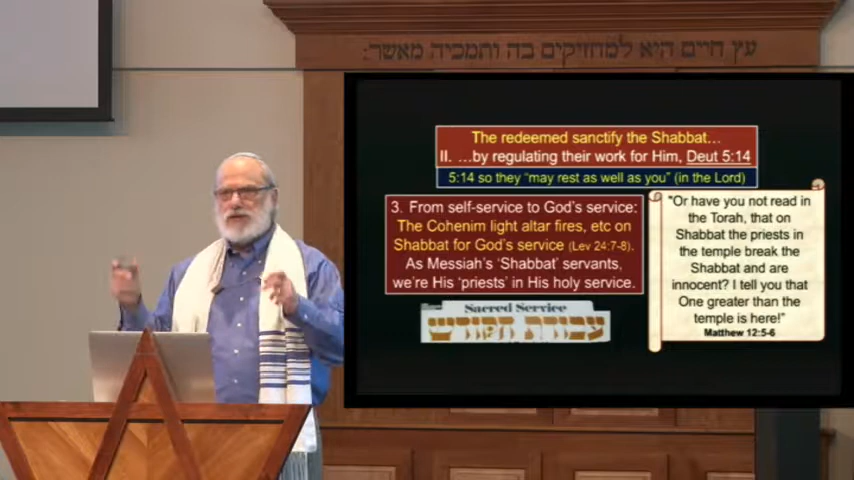 עץ חיים היא למחזיקים בה ותמכיה מאשר:
The redeemed sanctify the Shabbat…
II. …by regulating their work for Him, Deut 5:14
5:14 so they "may rest as well as you" (in the Lord)
3. From self-service to God's service:
The Cohenim light altar fires, etc on
Shabbat for God's service (Lev 24:7-8).
As Messiah's 'Shabbat' servants,
we're His 'priests' in His holy service.
Sacred Service
עבודת הקודש
"Or have you not read in
the Torah, that on
Shabbat the priests in
the temple break the
Shabbat and are
innocent? I tell you that
One greater than the
temple is here!"
Matthew 12:5-6